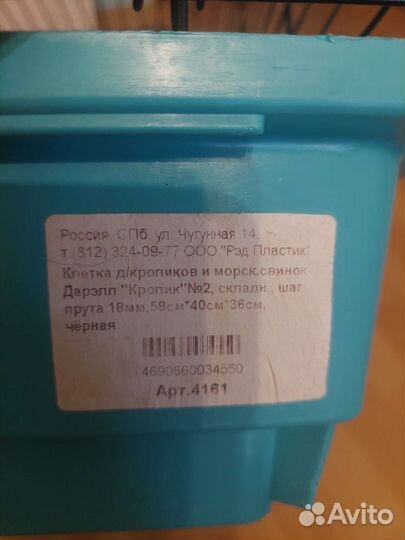 Россия, СПб, ул. Чугунная 14,
т.(812) 324-09-77 ООО "Рэд Пластик"
Клетка д/кроликов и морск.свинок
Дарэлл "Кролик"№2, складн., шаг
прута 18мм,58см*40см*36см,
чёрная
4690660034550
Арт.4161
Avito